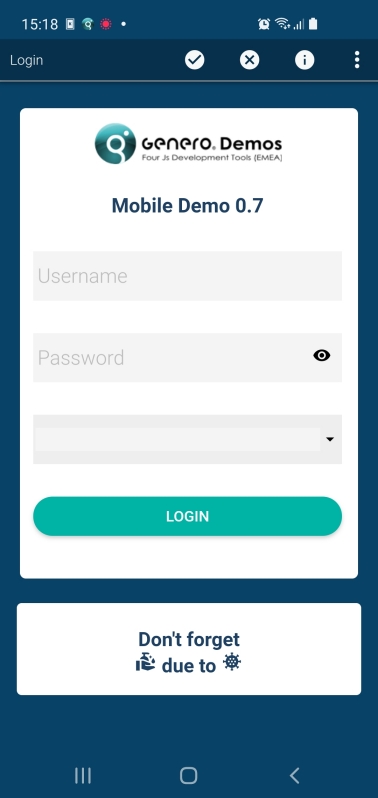 15:18
Login
Genero. Demos
Four Js Development Tools (EMEA)
Mobile Demo 0.7
Username
Password
LOGIN
Don't forget
due to